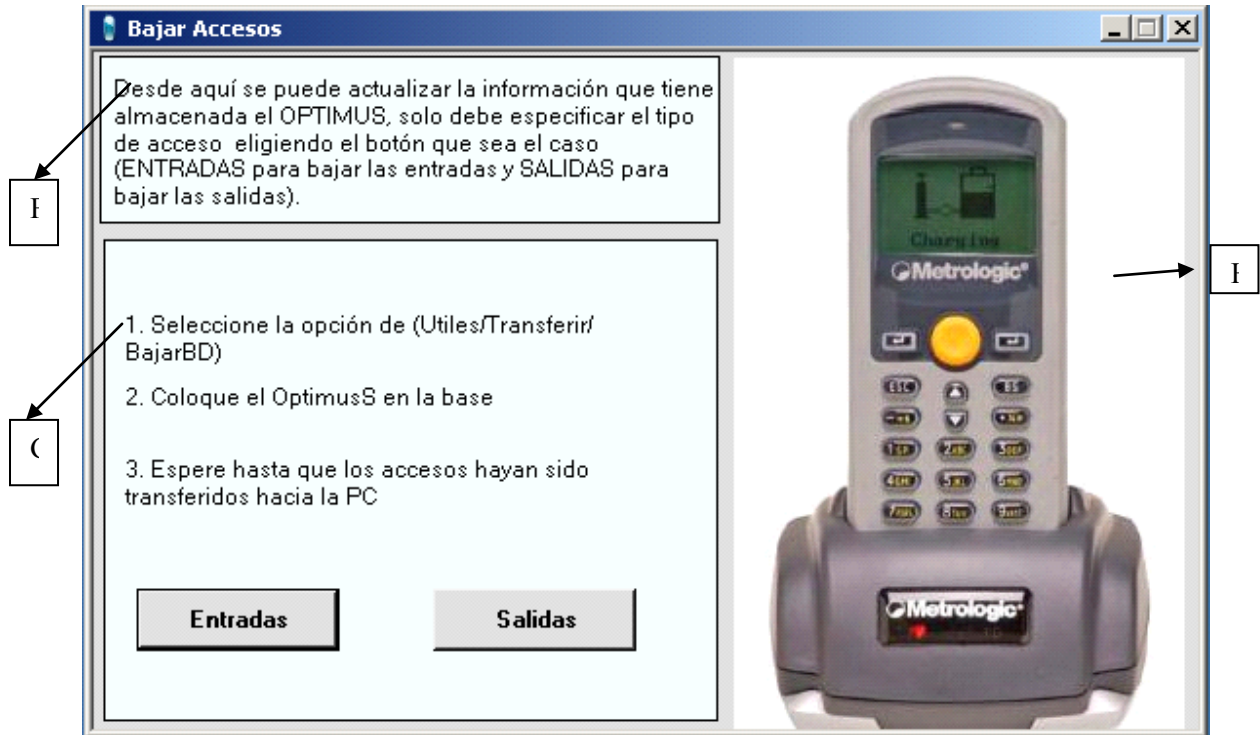 Bajar Accesos
Desde aquí se puede actualizar la información que tiene
almacenada el OPTIMUS, solo debe especificar el tipo
de acceso eligiendo el botón que sea el caso
(ENTRADAS para bajar las entradas y SALIDAS para
bajar las salidas).
1. Seleccione la opción de (Utiles/Transferir/
BajarBD)
2. Coloque el OptimusS en la base
3. Espere hasta que los accesos hayan sido
transferidos hacia la PC
Entradas
Salidas
Charging
Metrologic®
ESC
BS
Metrologic®